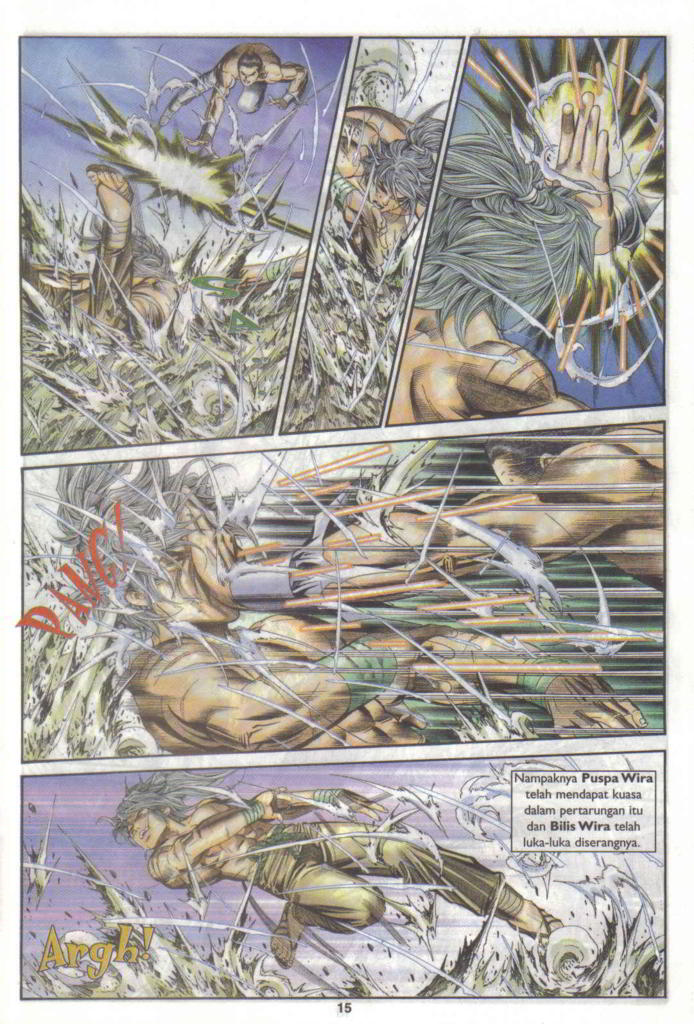 SA
PANG!
Nampaknya Puspa Wira
telah mendapat kuasa
dalam pertarungan itu
dan Bilis Wira telah
luka-luka diserangnya.
Argh!
15